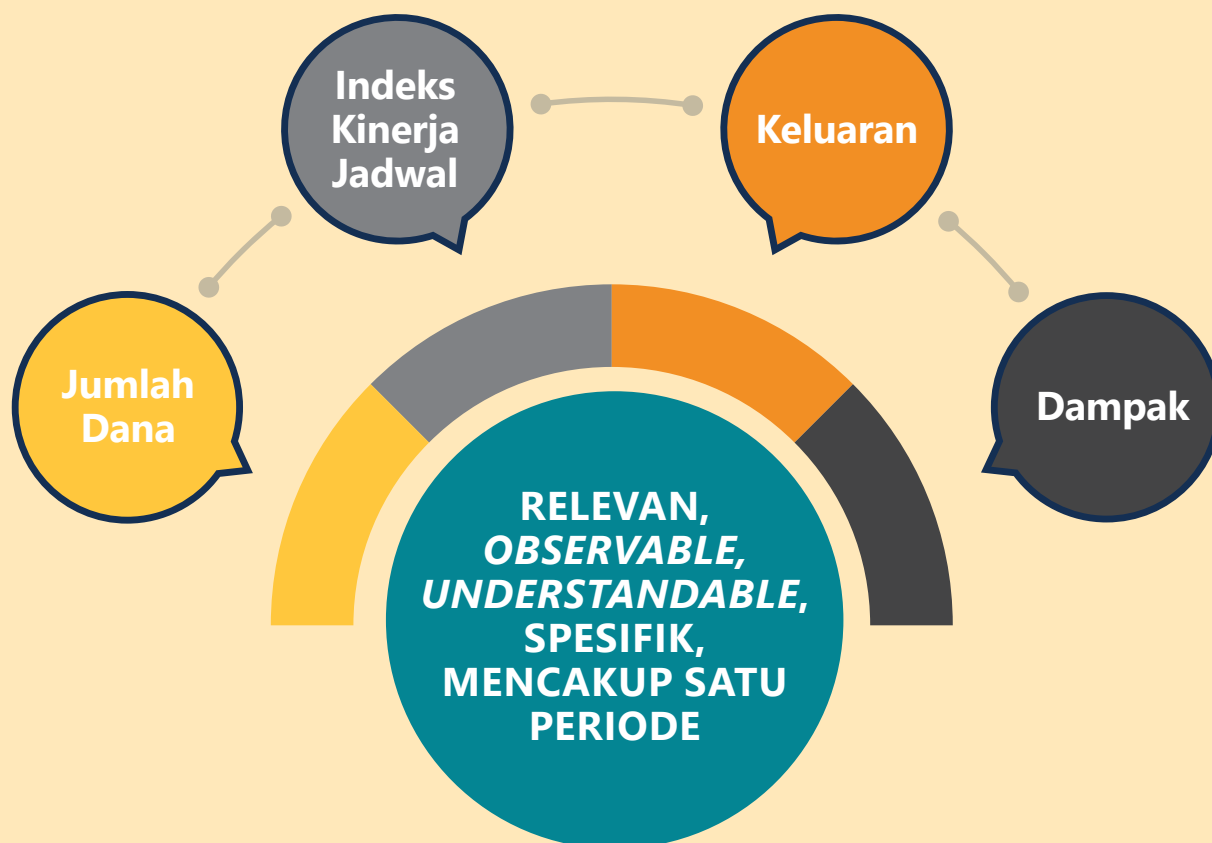 Indeks
Kinerja
Jadwal
Keluaran
Jumlah
Dana
Dampak
RELEVAN,
OBSERVABLE,
UNDERSTANDABLE,
SPESIFIK,
MENCAKUP SATU
PERIODE